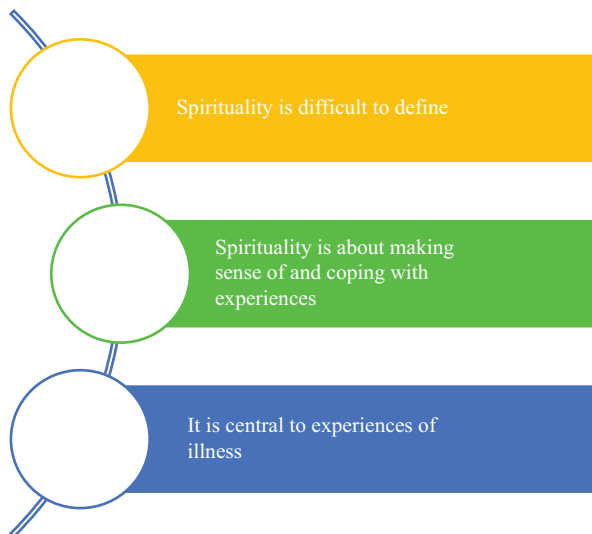 Spirituality is difficult to define
Spirituality is about making
sense of and coping with
experiences
It is central to experiences of
illness